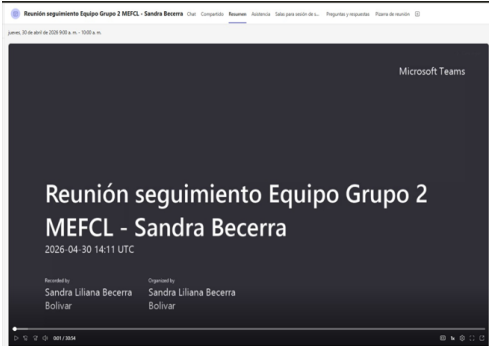 Reunión seguimiento Equipo Grupo 2 MEFCL - Sandra Becerra Chat Compartido Resumen Asistencia Salas para sesión de s... Preguntas y respuestas Pizarra de reunión
jueves, 30 de abril de 2026 9:00 a. m. - 10:00 a. m.
Microsoft Teams
Reunión seguimiento Equipo Grupo 2
MEFCL - Sandra Becerra
2026-04-30 14:11 UTC
Recorded by Organized by
Sandra Liliana Becerra Sandra Liliana Becerra
Bolivar Bolivar
0:01 / 30:54